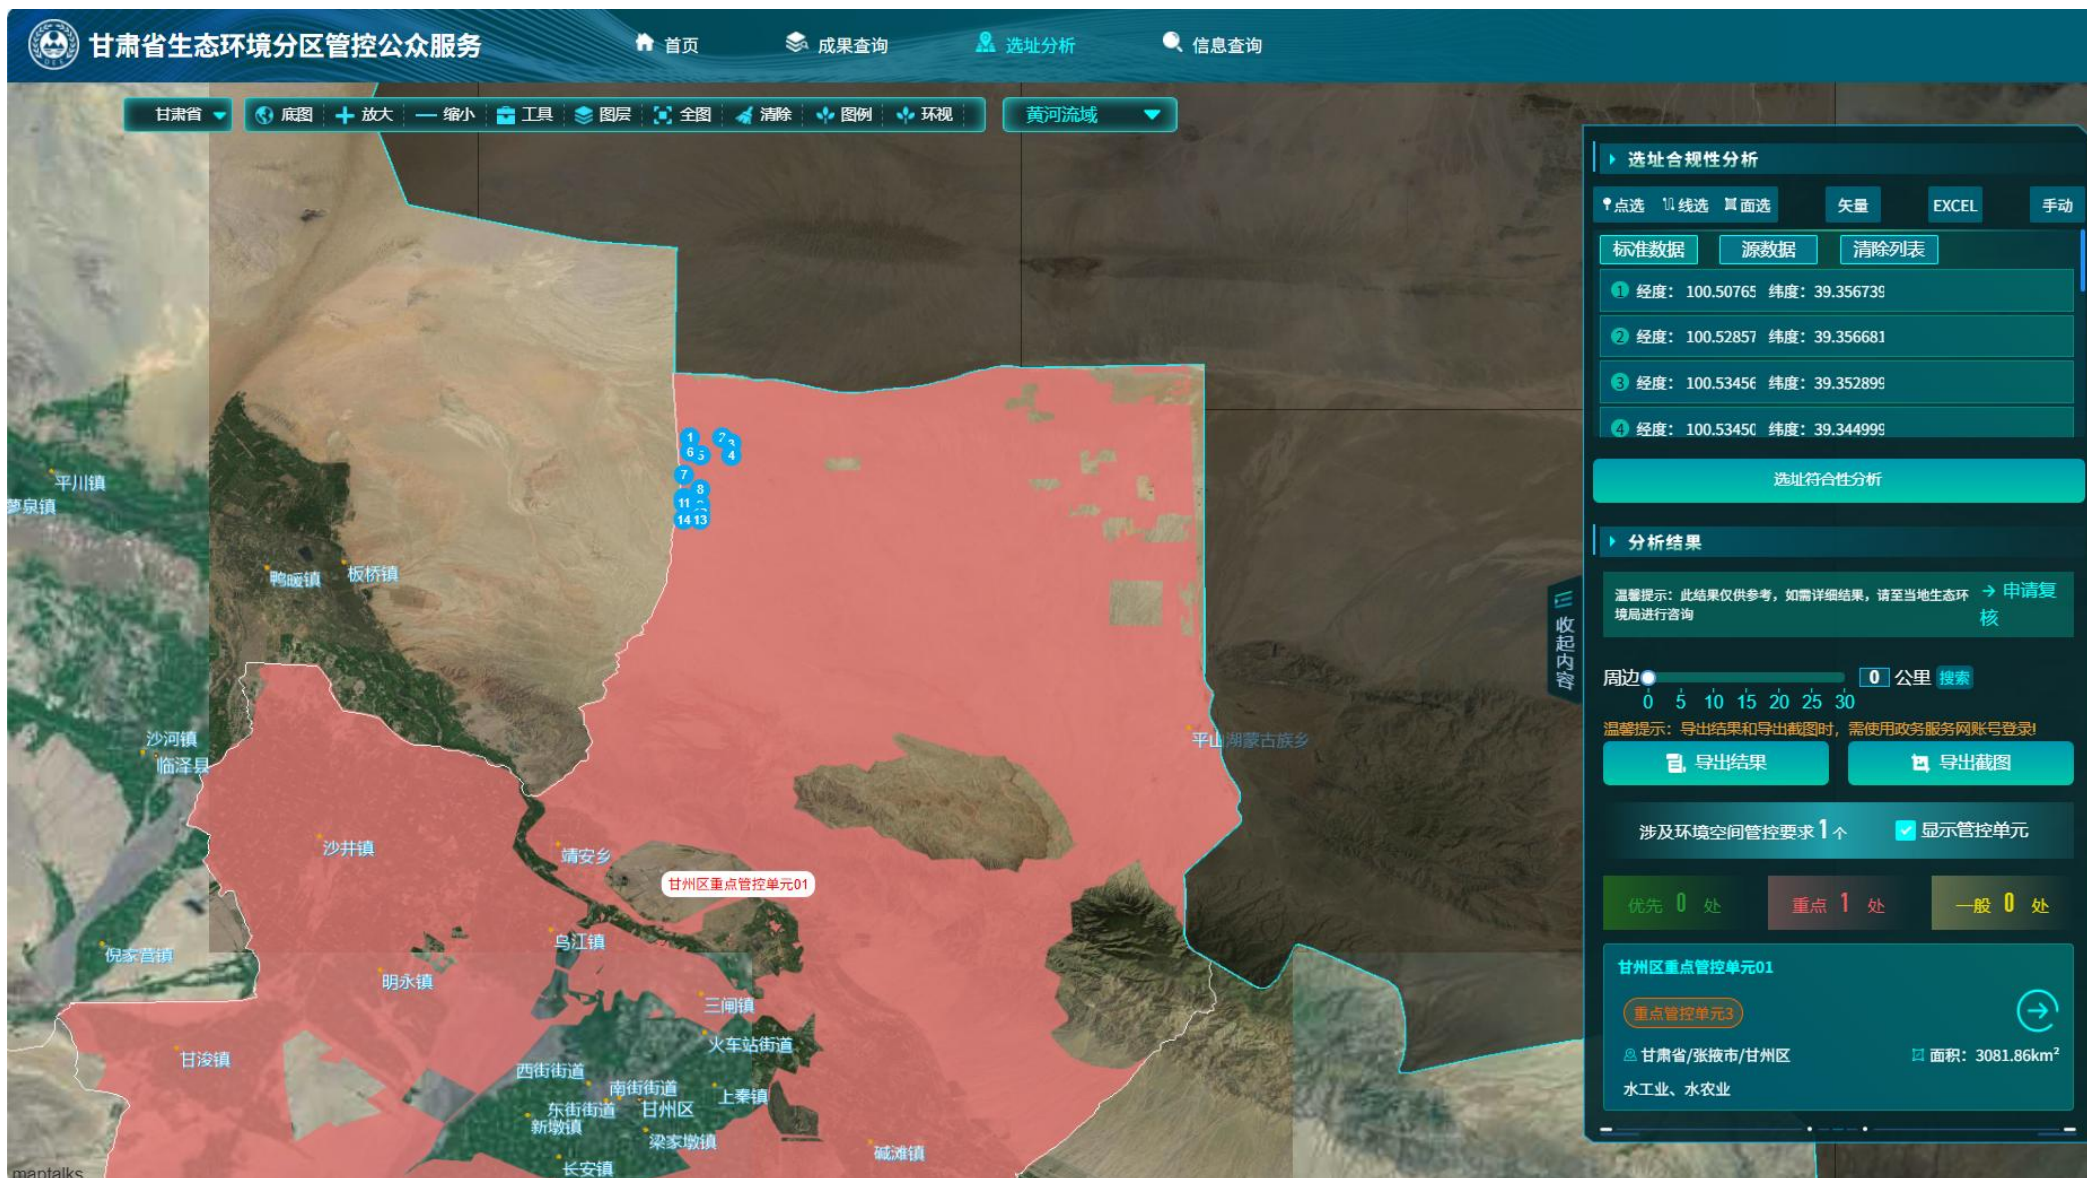 甘肃省生态环境分区管控公众服务
首页 成果查询 选址分析 信息查询
甘肃省 底图 放大 缩小 工具 图层 全图 清除 图例 环视 黄河流域
选址合规性分析
点选 线选 面选 矢量 EXCEL 手动
标准数据 源数据 清除列表
1 经度: 100.50765 纬度: 39.356739
2 经度: 100.52857 纬度: 39.356681
3 经度: 100.53456 纬度: 39.352899
4 经度: 100.53450 纬度: 39.344999
选址符合性分析
分析结果
温馨提示: 此结果仅供参考, 如需详细结果, 请至当地生态环
境局进行咨询
申请复
核
周边 0 公里 搜索
0 5 10 15 20 25 30
温馨提示: 导出结果和导出截图时, 需使用政务服务网账号登录!
导出结果 导出截图
涉及环境空间管控要求1个 显示管控单元
优先 0 处 重点 1 处 一般 0 处
甘州区重点管控单元01
重点管控单元3
甘肃省/张掖市/甘州区 面积: 3081.86km²
水工业、水农业
收起内容
1 2 3
6 5 4
7
8
11
14 13
平川镇
蓼泉镇
鸭暖镇 板桥镇
沙河镇
临泽县
平山湖蒙古族乡
沙井镇
靖安乡
甘州区重点管控单元01
乌江镇
倪家营镇
明永镇
三闸镇
火车站街道
甘浚镇
西街街道
南街街道
上秦镇
东街街道 甘州区
新墩镇
梁家墩镇
碱滩镇
长安镇
mantalks